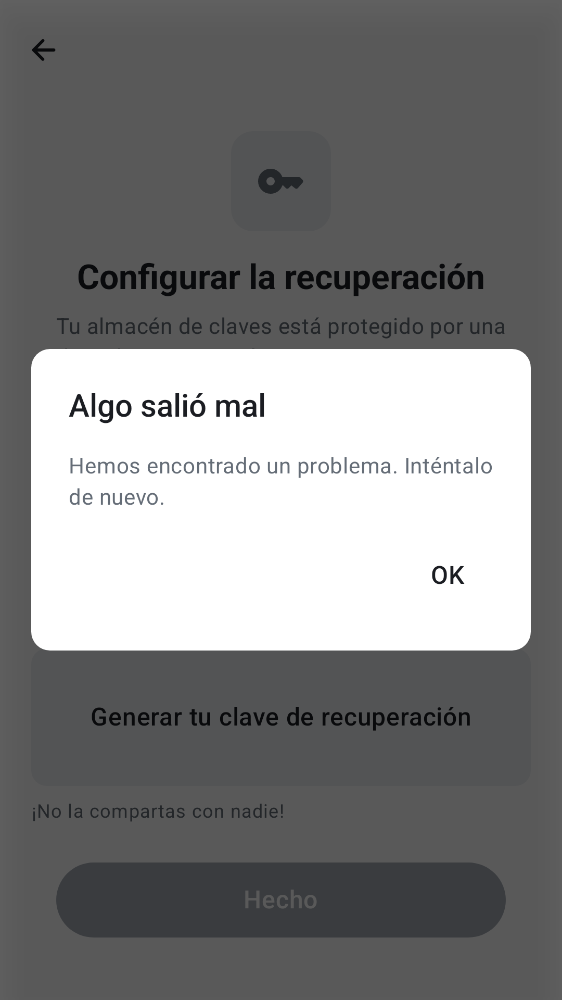 Configurar la recuperación
Tu almacén de claves está protegido por una
Algo salió mal
Hemos encontrado un problema. Inténtalo
de nuevo.
OK
Generar tu clave de recuperación
¡No la compartas con nadie!
Hecho